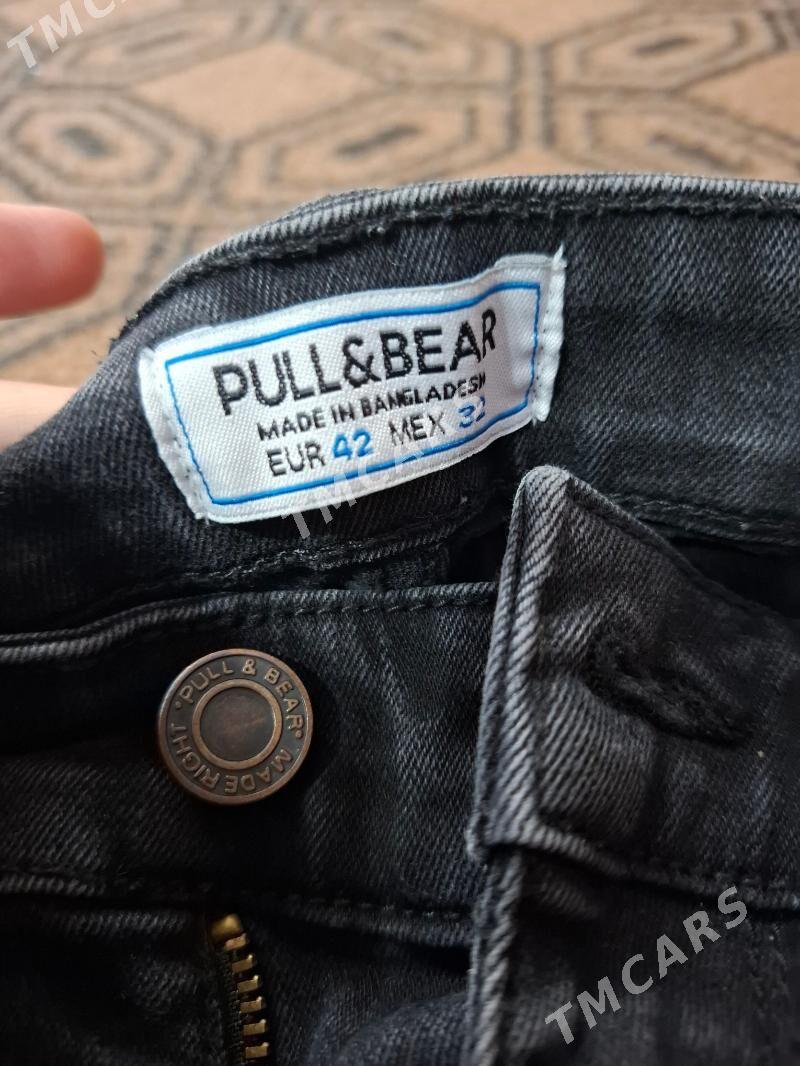 TMCARS
PULL&BEAR
MADE IN BANGLADESH
EUR 42 MEX 32
TMCARS
"PULL & BEAR" MADE RIGHT
TMCARS